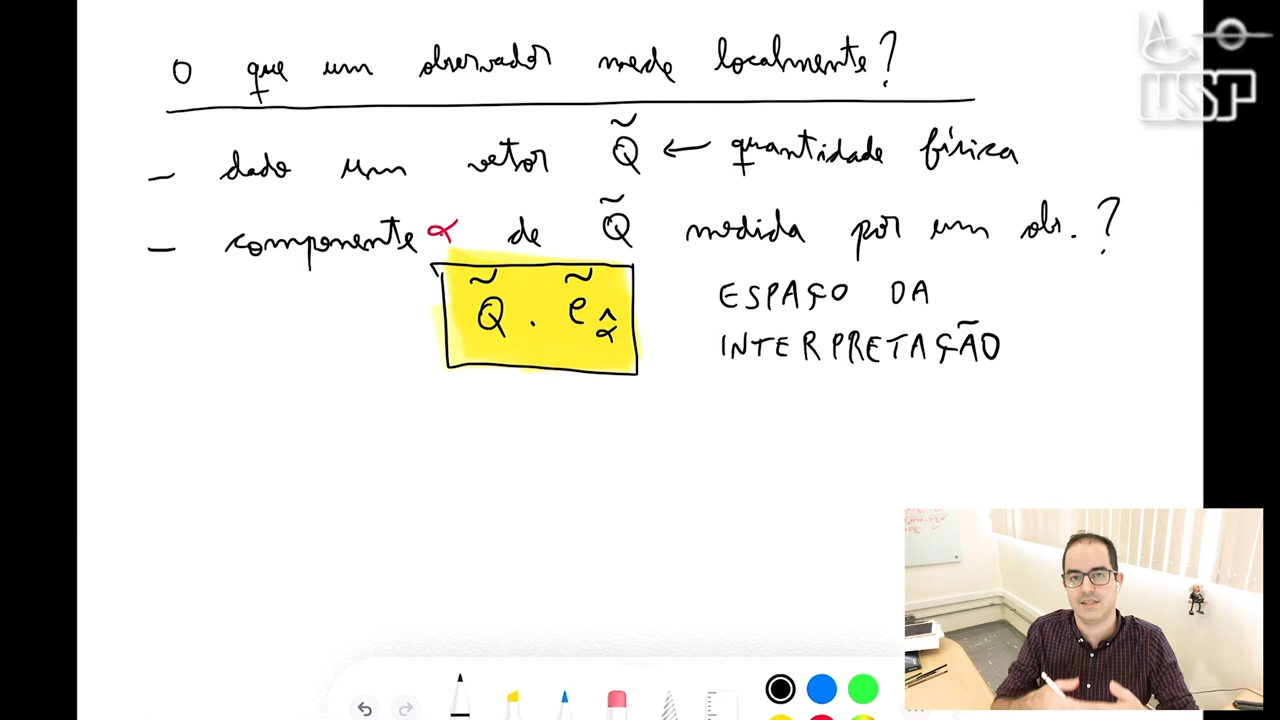 O que um observador mede localmente?
- dado um vetor Q̃ ← quantidade física
- componente α de Q̃ medida por um obs.?
Q̃ . ẽ_α̂
ESPAÇO DA
INTERPRETAÇÃO
USP